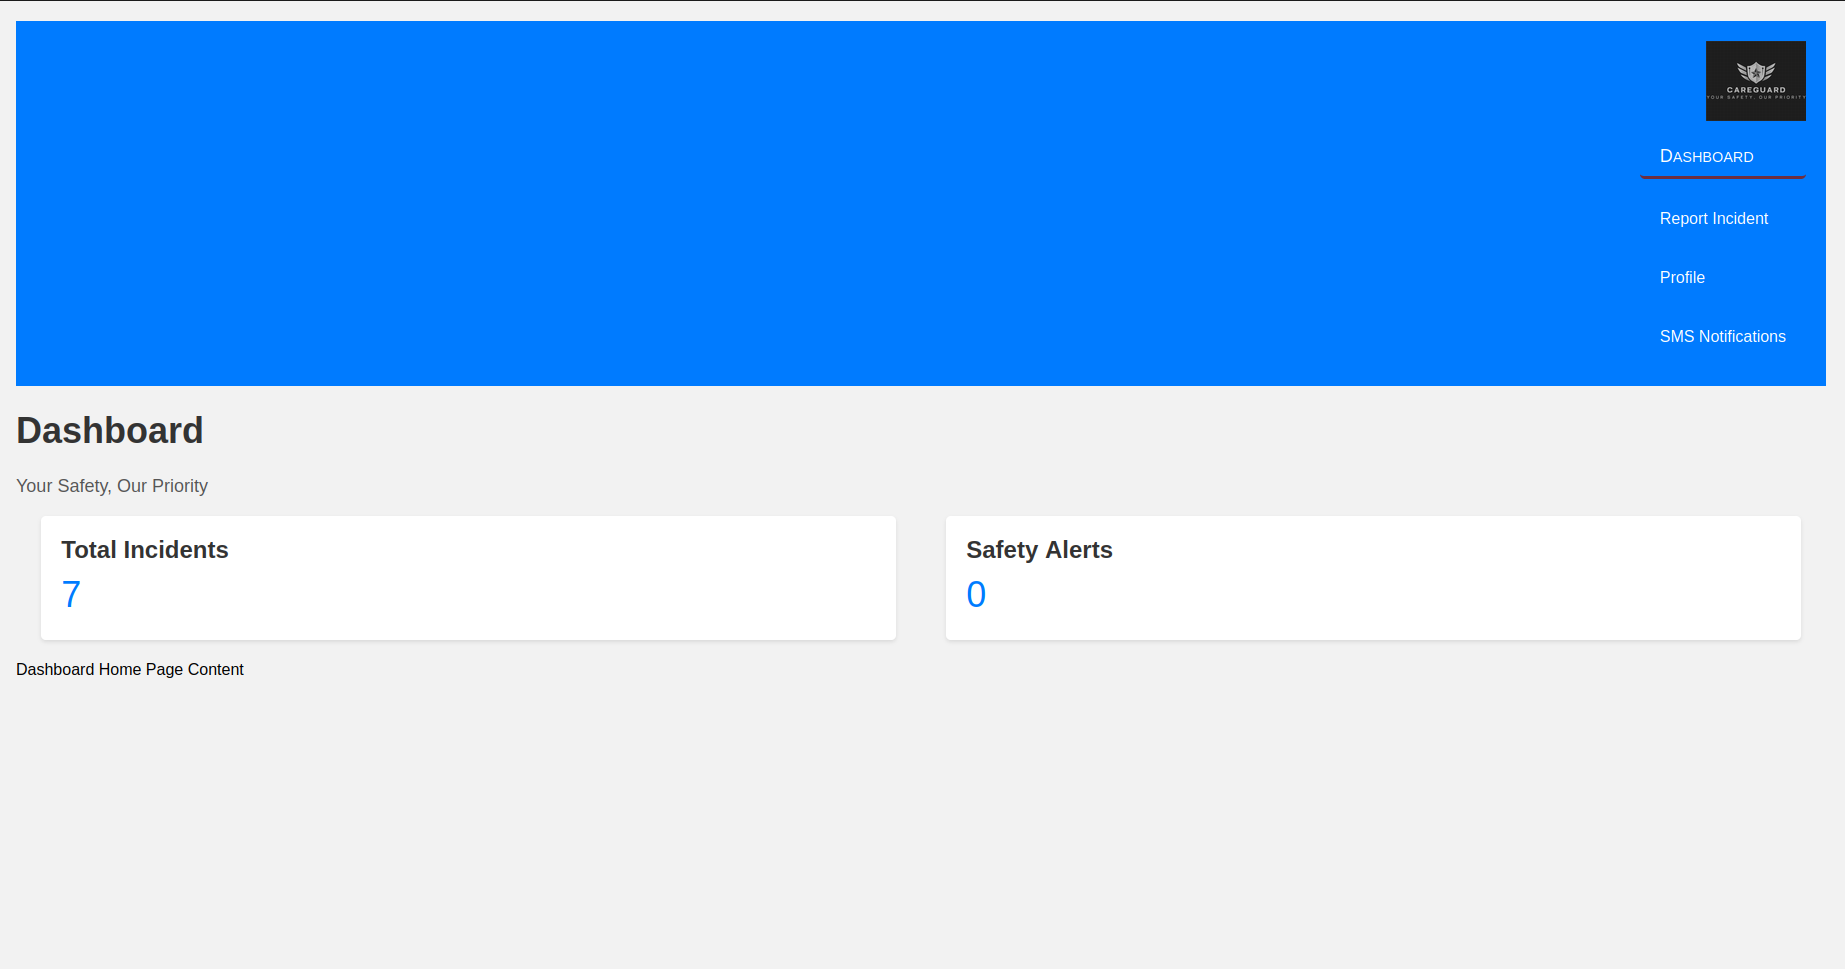 CAREGUARD
YOUR SAFETY, OUR PRIORITY
DASHBOARD
Report Incident
Profile
SMS Notifications
Dashboard
Your Safety, Our Priority
Total Incidents
7
Safety Alerts
0
Dashboard Home Page Content